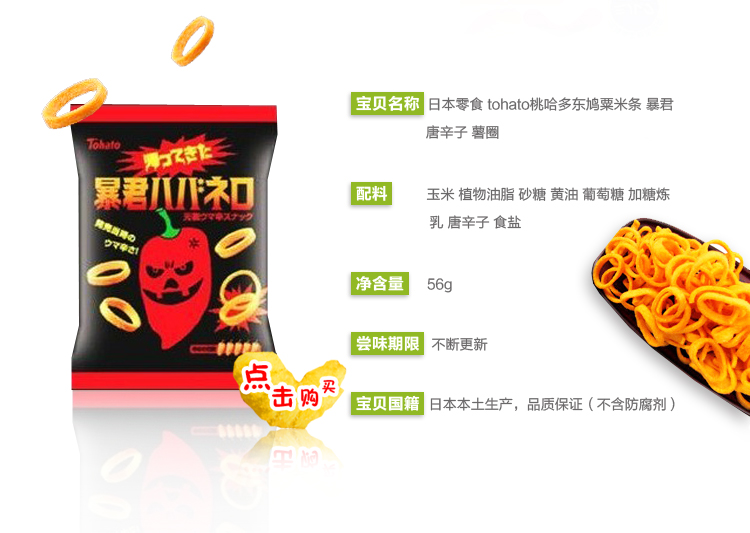 Tohato
帰ってきた
暴君ハバネロ
元祖ウマ辛スナック
発売当時の
ウマ辛さ!
点击购买
宝贝名称 日本零食 tohato桃哈多东鸠粟米条 暴君
唐辛子 薯圈
配料 玉米 植物油脂 砂糖 黄油 葡萄糖 加糖炼
乳 唐辛子 食盐
净含量 56g
尝味期限 不断更新
宝贝国籍 日本本土生产，品质保证（不含防腐剂）